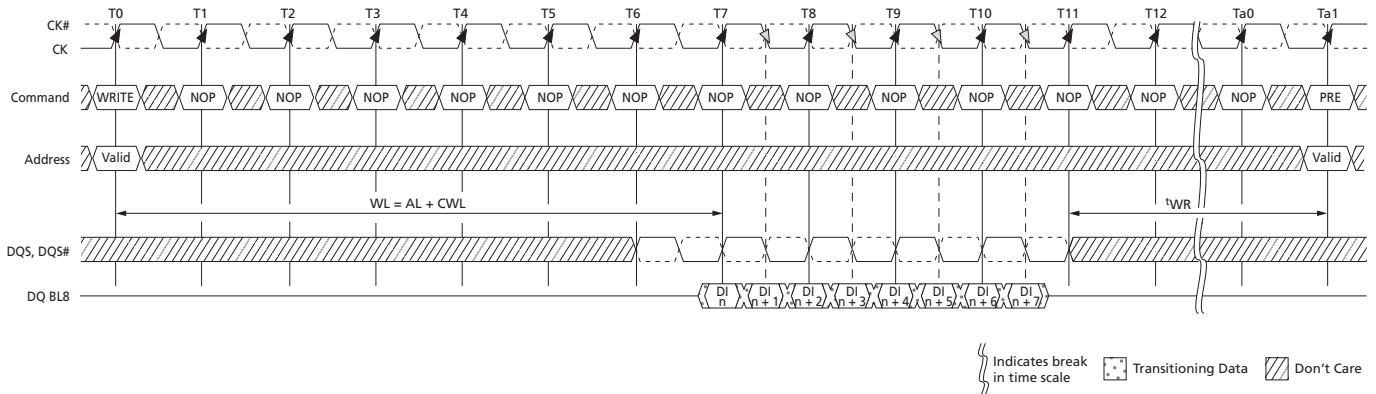 T0 T1 T2 T3 T4 T5 T6 T7 T8 T9 T10 T11 T12 Ta0 Ta1
CK#
CK
Command WRITE NOP NOP NOP NOP NOP NOP NOP NOP NOP NOP NOP NOP NOP PRE
Address Valid Valid
WL = AL + CWL tWR
DQS, DQS#
DQ BL8 DI n DI n + 1 DI n + 2 DI n + 3 DI n + 4 DI n + 5 DI n + 6 DI n + 7
Indicates break
in time scale
Transitioning Data
Don't Care